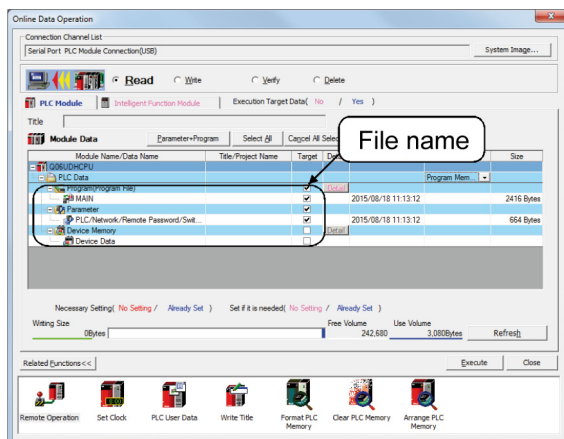 Online Data Operation
Connection Channel List
Serial Port PLC Module Connection(USB)
System Image...
Read Write Verify Delete
PLC Module Intelligent Function Module Execution Target Data( No / Yes )
Title
Module Data Parameter+Program Select All Cancel All Selec
File name
Module Name/Data Name Title/Project Name Target Size
Q06UDHCPU
PLC Data Program Mem...
Program(Program File) Detail
MAIN 2015/08/18 11:13:12 2416 Bytes
Parameter
PLC/Network/Remote Password/Swit... 2015/08/18 11:13:12 664 Bytes
Device Memory Detail
Device Data
Necessary Setting( No Setting / Already Set ) Set if it is needed( No Setting / Already Set )
Writing Size Free Volume Use Volume
0Bytes 242,680 3,080Bytes Refresh
Related Functions<< Execute Close
Remote Operation Set Clock PLC User Data Write Title Format PLC Memory Clear PLC Memory Arrange PLC Memory